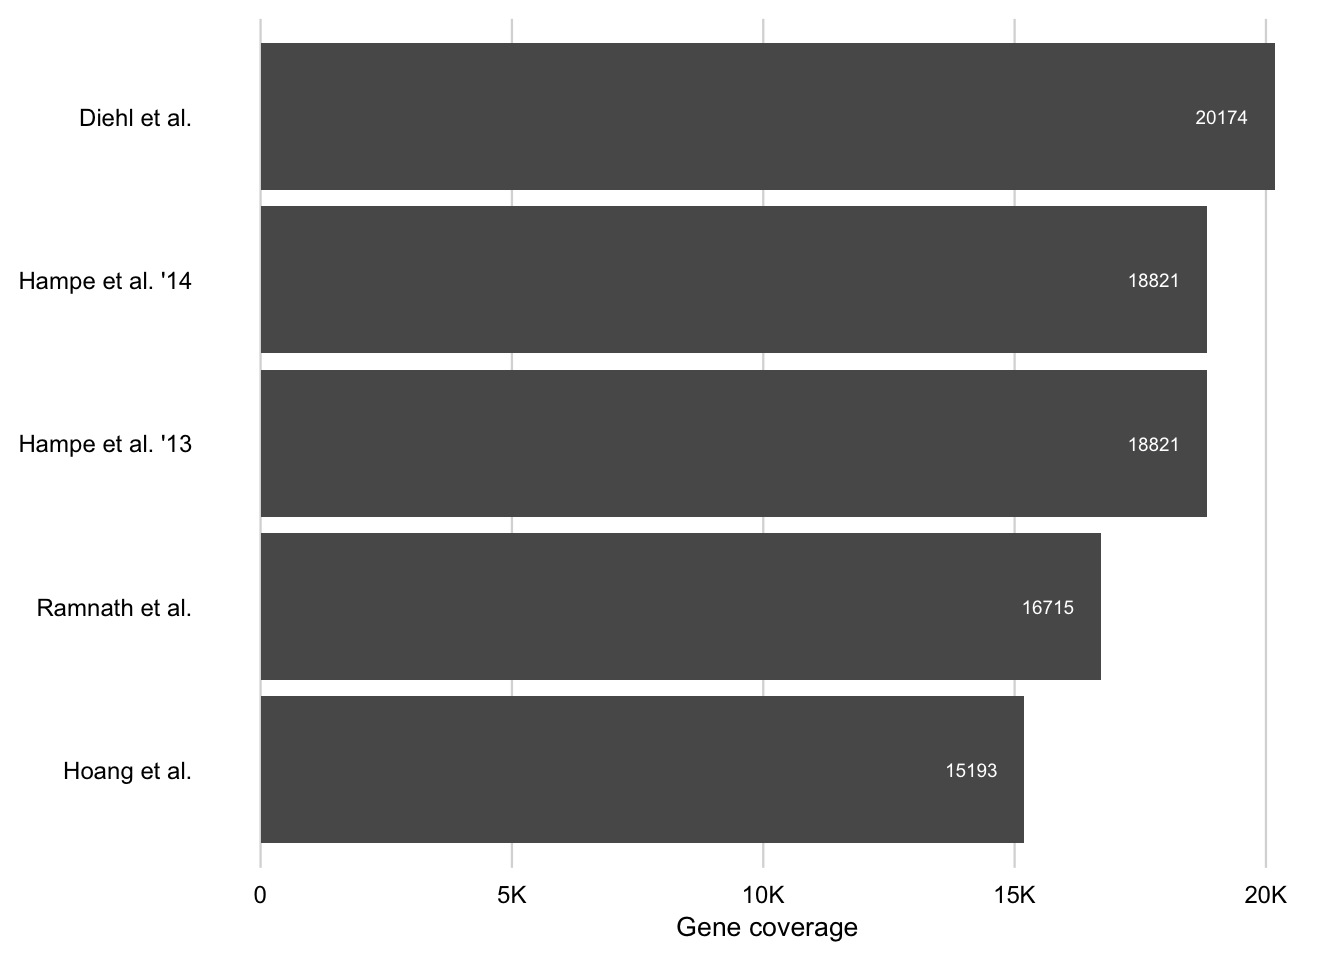 Diehl et al.
20174
Hampe et al. '14
18821
Hampe et al. '13
18821
Ramnath et al.
16715
Hoang et al.
15193
0 5K 10K 15K 20K
Gene coverage